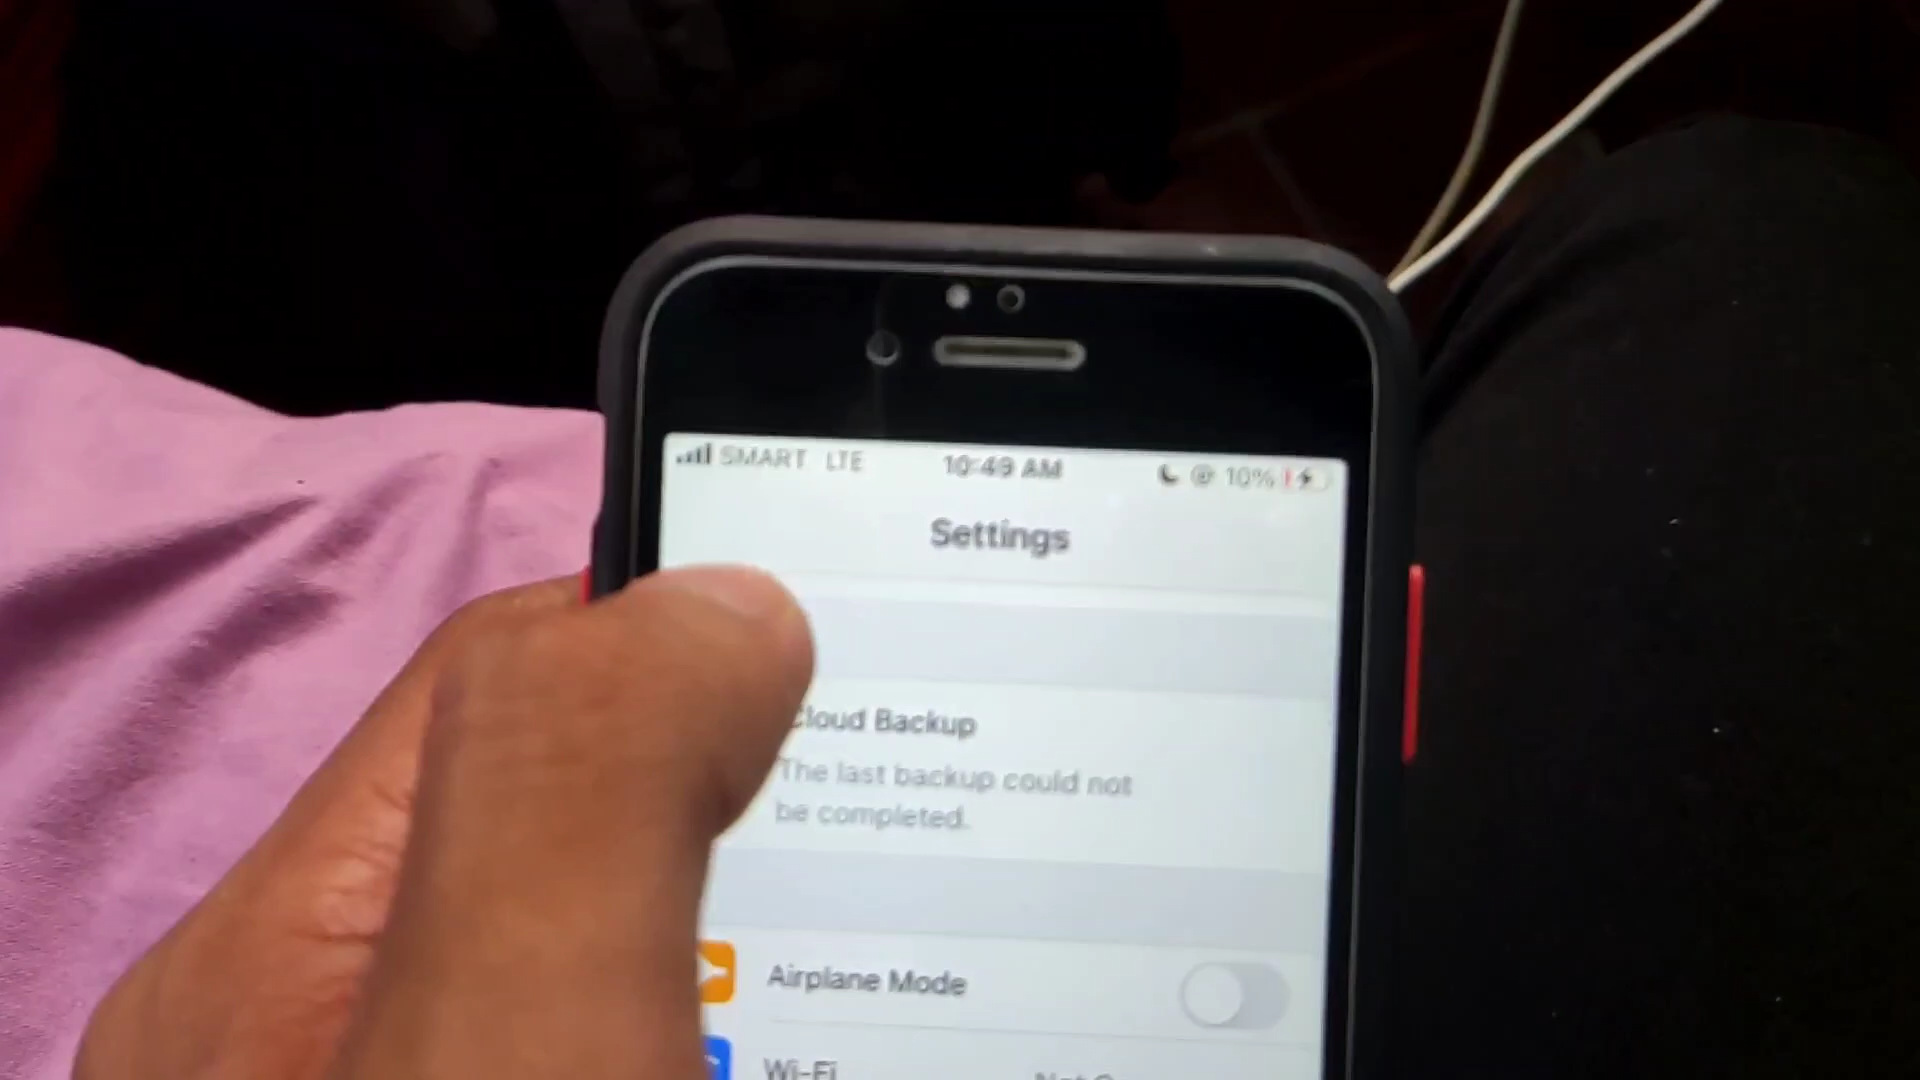 SMART LTE 10:49 AM 10%
Settings
Cloud Backup
The last backup could not
be completed.
Airplane Mode
Wi-Fi Not